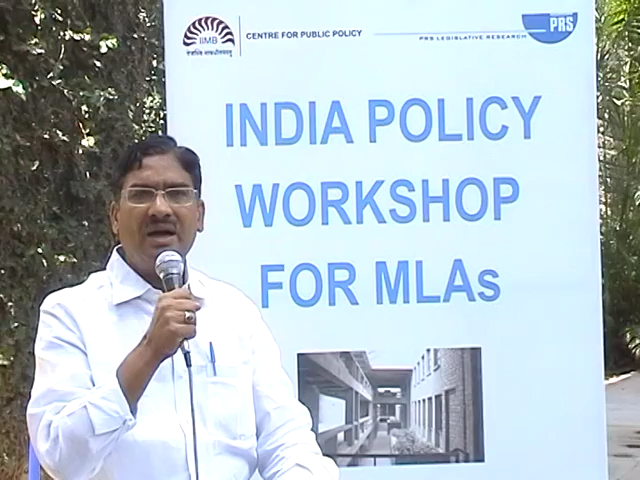 IIMB
CENTRE FOR PUBLIC POLICY
PRS LEGISLATIVE RESEARCH
PRS
INDIA POLICY
WORKSHOP
FOR MLAs